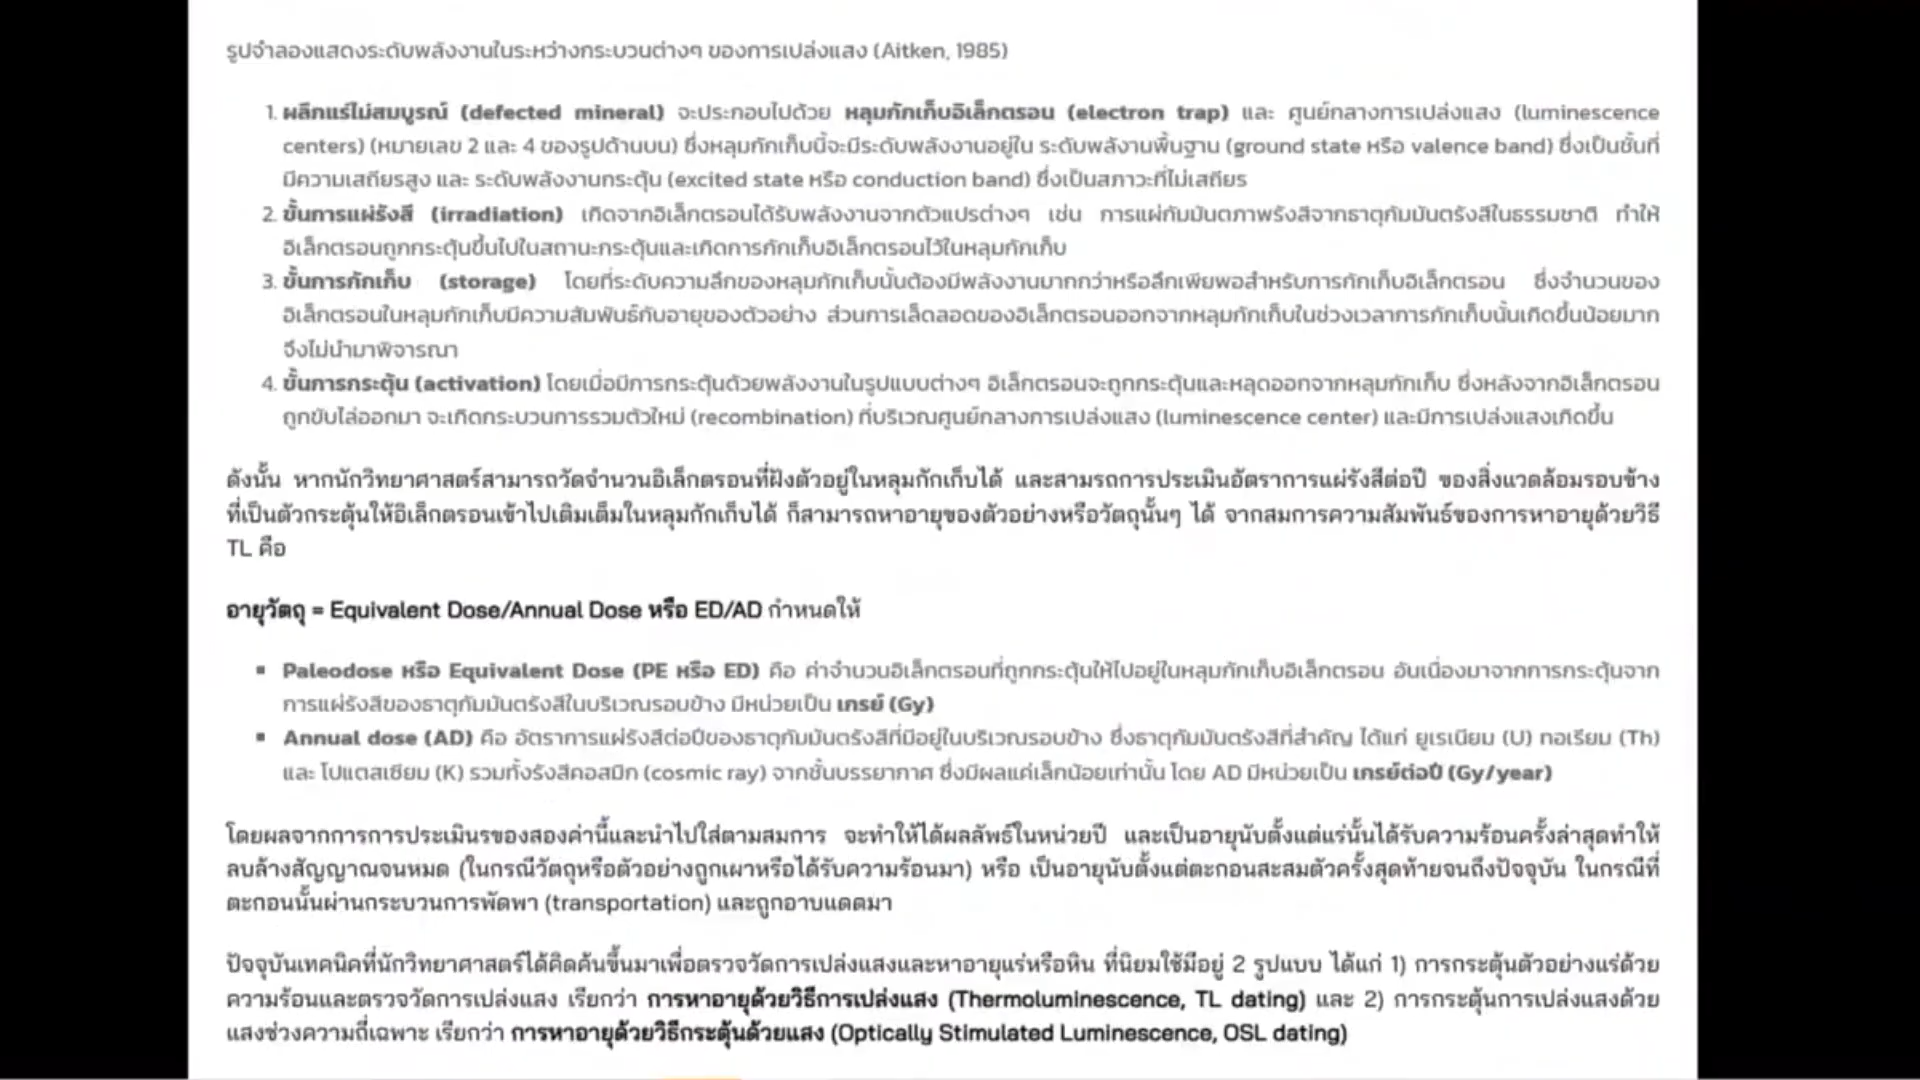 รูปจำลองแสดงระดับพลังงานในระหว่างกระบวนต่างๆ ของการเปล่งแสง (Aitken, 1985)
1. ผลึกแร่ไม่สมบูรณ์ (defected mineral) จะประกอบไปด้วย หลุมกักเก็บอิเล็กตรอน (electron trap) และ ศูนย์กลางการเปล่งแสง (luminescence
centers) (หมายเลข 2 และ 4 ของรูปด้านบน) ซึ่งหลุมกักเก็บนี้จะมีระดับพลังงานอยู่ใน ระดับพลังงานพื้นฐาน (ground state หรือ valence band) ซึ่งเป็นชั้นที่
มีความเสถียรสูง และ ระดับพลังงานกระตุ้น (excited state หรือ conduction band) ซึ่งเป็นสภาวะที่ไม่เสถียร
2. ขั้นการแผ่รังสี (irradiation) เกิดจากอิเล็กตรอนได้รับพลังงานจากตัวแปรต่างๆ เช่น การแผ่กัมมันตภาพรังสีจากธาตุกัมมันตรังสีในธรรมชาติ ทำให้
อิเล็กตรอนถูกกระตุ้นขึ้นไปในสถานะกระตุ้นและเกิดการกักเก็บอิเล็กตรอนไว้ในหลุมกักเก็บ
3. ขั้นการกักเก็บ (storage) โดยที่ระดับความลึกของหลุมกักเก็บนั้นต้องมีพลังงานมากกว่าหรือลึกเพียพอสำหรับการกักเก็บอิเล็กตรอน ซึ่งจำนวนของ
อิเล็กตรอนในหลุมกักเก็บมีความสัมพันธ์กับอายุของตัวอย่าง ส่วนการเล็ดลอดของอิเล็กตรอนออกจากหลุมกักเก็บในช่วงเวลาการกักเก็บนั้นเกิดขึ้นน้อยมาก
จึงไม่นำมาพิจารณา
4. ขั้นการกระตุ้น (activation) โดยเมื่อมีการกระตุ้นด้วยพลังงานในรูปแบบต่างๆ อิเล็กตรอนจะถูกกระตุ้นและหลุดออกจากหลุมกักเก็บ ซึ่งหลังจากอิเล็กตรอน
ถูกขับไล่ออกมา จะเกิดกระบวนการรวมตัวใหม่ (recombination) ที่บริเวณศูนย์กลางการเปล่งแสง (luminescence center) และมีการเปล่งแสงเกิดขึ้น
ดังนั้น หากนักวิทยาศาสตร์สามารถวัดจำนวนอิเล็กตรอนที่ฝังตัวอยู่ในหลุมกักเก็บได้ และสามรถการประเมินอัตราการแผ่รังสีต่อปี ของสิ่งแวดล้อมรอบข้าง
ที่เป็นตัวกระตุ้นให้อิเล็กตรอนเข้าไปเติมเต็มในหลุมกักเก็บได้ ก็สามารถหาอายุของตัวอย่างหรือวัตถุนั้นๆ ได้ จากสมการความสัมพันธ์ของการหาอายุด้วยวิธี
TL คือ
อายุวัตถุ = Equivalent Dose/Annual Dose หรือ ED/AD กำหนดให้
▪ Paleodose หรือ Equivalent Dose (PE หรือ ED) คือ ค่าจำนวนอิเล็กตรอนที่ถูกกระตุ้นให้ไปอยู่ในหลุมกักเก็บอิเล็กตรอน อันเนื่องมาจากการกระตุ้นจาก
การแผ่รังสีของธาตุกัมมันตรังสีในบริเวณรอบข้าง มีหน่วยเป็น เกรย์ (Gy)
▪ Annual dose (AD) คือ อัตราการแผ่รังสีต่อปีของธาตุกัมมันตรังสีที่มีอยู่ในบริเวณรอบข้าง ซึ่งธาตุกัมมันตรังสีที่สำคัญ ได้แก่ ยูเรเนียม (U) ทอเรียม (Th)
และ โปแตสเซียม (K) รวมทั้งรังสีคอสมิก (cosmic ray) จากชั้นบรรยากาศ ซึ่งมีผลแค่เล็กน้อยเท่านั้น โดย AD มีหน่วยเป็น เกรย์ต่อปี (Gy/year)
โดยผลจากการการประเมินรของสองค่านี้และนำไปใส่ตามสมการ จะทำให้ได้ผลลัพธ์ในหน่วยปี และเป็นอายุนับตั้งแต่แร่นั้นได้รับความร้อนครั้งล่าสุดทำให้
ลบล้างสัญญาณจนหมด (ในกรณีวัตถุหรือตัวอย่างถูกเผาหรือได้รับความร้อนมา) หรือ เป็นอายุนับตั้งแต่ตะกอนสะสมตัวครั้งสุดท้ายจนถึงปัจจุบัน ในกรณีที่
ตะกอนนั้นผ่านกระบวนการพัดพา (transportation) และถูกอาบแดดมา
ปัจจุบันเทคนิคที่นักวิทยาศาสตร์ได้คิดค้นขึ้นมาเพื่อตรวจวัดการเปล่งแสงและหาอายุแร่หรือหิน ที่นิยมใช้มีอยู่ 2 รูปแบบ ได้แก่ 1) การกระตุ้นตัวอย่างแร่ด้วย
ความร้อนและตรวจวัดการเปล่งแสง เรียกว่า การหาอายุด้วยวิธีการเปล่งแสง (Thermoluminescence, TL dating) และ 2) การกระตุ้นการเปล่งแสงด้วย
แสงช่วงความถี่เฉพาะ เรียกว่า การหาอายุด้วยวิธีกระตุ้นด้วยแสง (Optically Stimulated Luminescence, OSL dating)